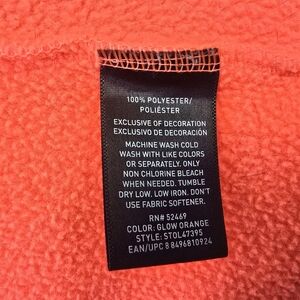 100% POLYESTER/
POLIÉSTER
EXCLUSIVE OF DECORATION
EXCLUSIVO DE DECORACIÓN
MACHINE WASH COLD
WASH WITH LIKE COLORS
OR SEPARATELY. ONLY
NON CHLORINE BLEACH
WHEN NEEDED. TUMBLE
DRY LOW. LOW IRON. DON'T
USE FABRIC SOFTENER.
RN# 52469
COLOR: GLOW ORANGE
STYLE: STOL47395
EAN/UPC 8 8496810924